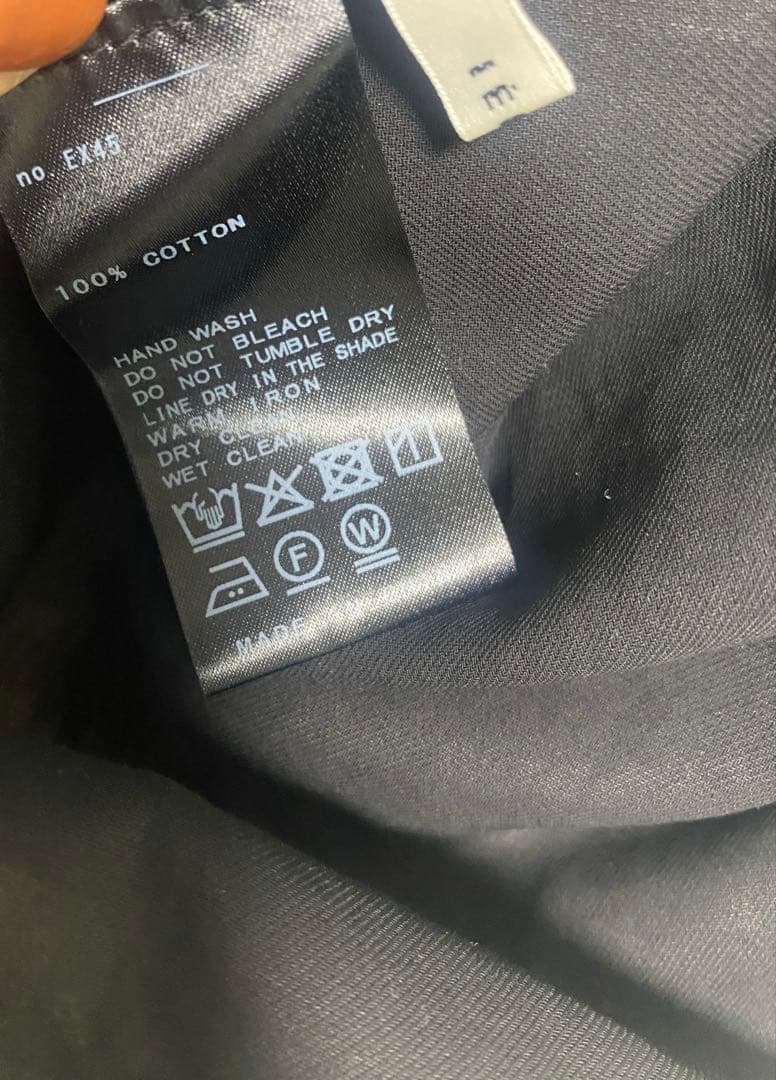 no EX45
100% COTTON
HAND WASH
DO NOT BLEACH
DO NOT TUMBLE DRY
LINE DRY IN THE SHADE
WARM IRON
DRY CLEAN
WET CLEAN
F
W
MADE